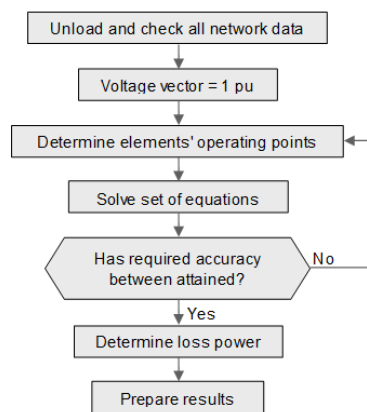 Unload and check all network data
Voltage vector = 1 pu
Determine elements' operating points
Solve set of equations
Has required accuracy
between attained?
No
Yes
Determine loss power
Prepare results